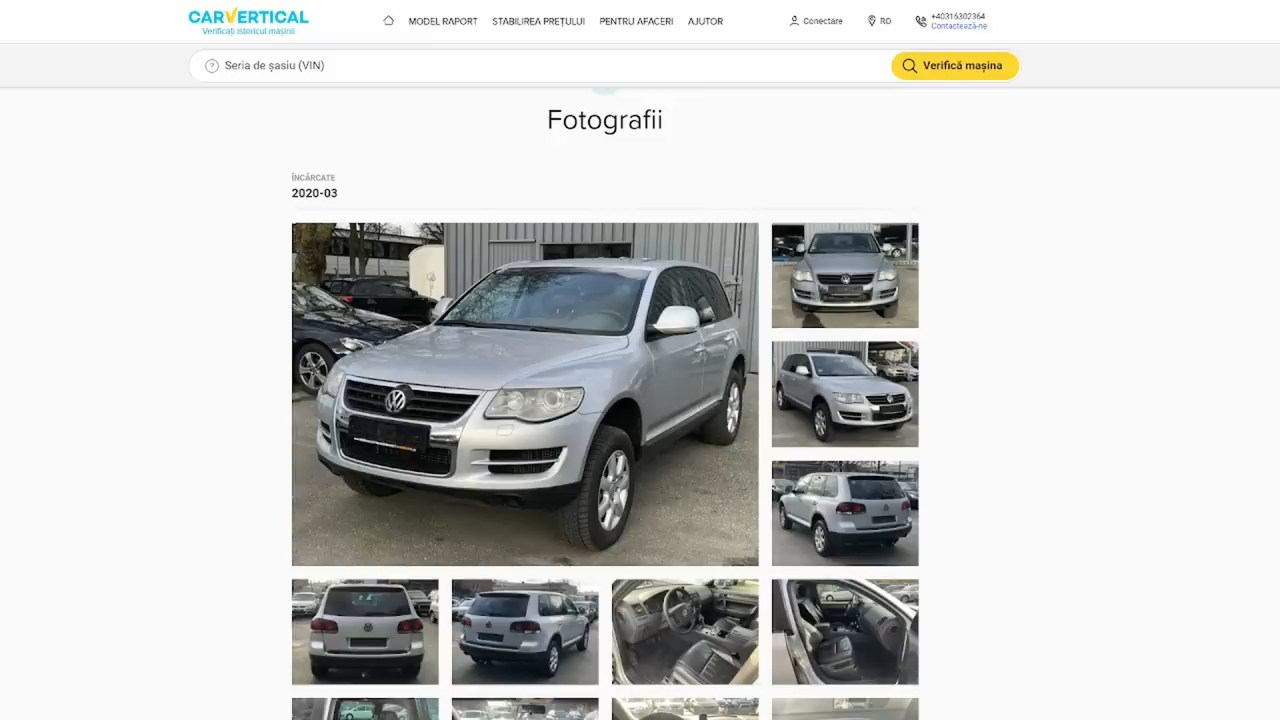 CARVERTICAL
Verificați istoricul mașinii
MODEL RAPORT
STABILIREA PREȚULUI
PENTRU AFACERI
AJUTOR
Conectare
RO
+40316302364
Contactează-ne
? Seria de șasiu (VIN)
Verifică mașina
Fotografii
ÎNCĂRCATE
2020-03